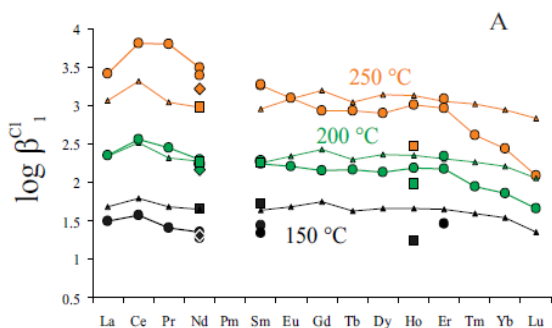 A
4
3.5
3
2.5
2
1.5
1
0.5
log β₁ᶜˡ
250 °C
200 °C
150 °C
La Ce Pr Nd Pm Sm Eu Gd Tb Dy Ho Er Tm Yb Lu